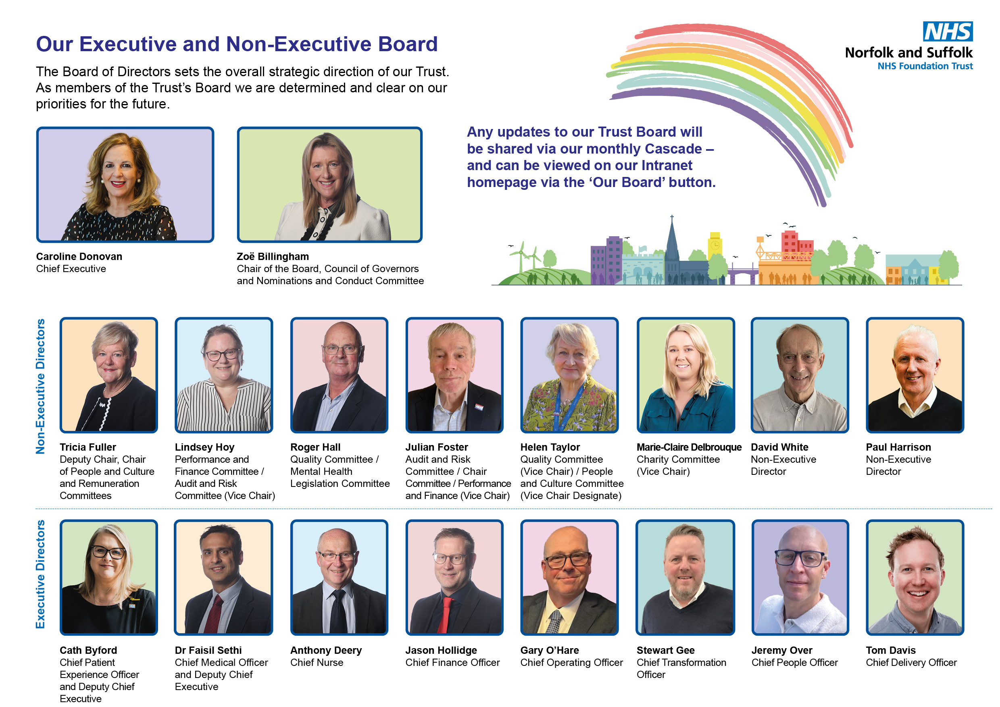 Our Executive and Non-Executive Board
The Board of Directors sets the overall strategic direction of our Trust.
As members of the Trust’s Board we are determined and clear on our
priorities for the future.
NHS
Norfolk and Suffolk
NHS Foundation Trust
Any updates to our Trust Board will
be shared via our monthly Cascade –
and can be viewed on our Intranet
homepage via the ‘Our Board’ button.
Caroline Donovan
Chief Executive
Zoë Billingham
Chair of the Board, Council of Governors
and Nominations and Conduct Committee
Non-Executive Directors
Tricia Fuller
Deputy Chair, Chair
of People and Culture
and Remuneration
Committees
Lindsey Hoy
Performance and
Finance Committee /
Audit and Risk
Committee (Vice Chair)
Roger Hall
Quality Committee /
Mental Health
Legislation Committee
NHS
Julian Foster
Audit and Risk
Committee / Chair
Committee / Performance
and Finance (Vice Chair)
Helen Taylor
Quality Committee
(Vice Chair) / People
and Culture Committee
(Vice Chair Designate)
Marie-Claire Delbrouque
Charity Committee
(Vice Chair)
David White
Non-Executive
Director
Paul Harrison
Non-Executive
Director
Executive Directors
NHS
Cath Byford
Chief Patient
Experience Officer
and Deputy Chief
Executive
Dr Faisil Sethi
Chief Medical Officer
and Deputy Chief
Executive
Anthony Deery
Chief Nurse
Jason Hollidge
Chief Finance Officer
Gary O’Hare
Chief Operating Officer
Stewart Gee
Chief Transformation
Officer
Jeremy Over
Chief People Officer
Tom Davis
Chief Delivery Officer